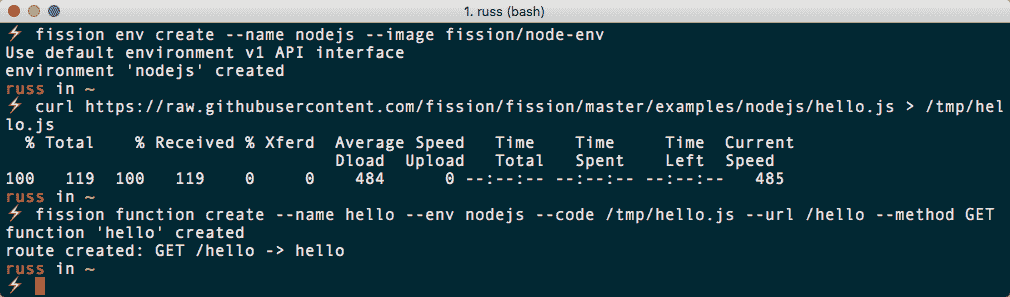 1. russ (bash)
⚡ fission env create --name nodejs --image fission/node-env
Use default environment v1 API interface
environment 'nodejs' created
russ in ~
⚡ curl https://raw.githubusercontent.com/fission/fission/master/examples/nodejs/hello.js > /tmp/hel
lo.js
  % Total    % Received % Xferd  Average Speed   Time    Time     Time  Current
                                 Dload  Upload   Total   Spent    Left  Speed
100   119  100   119    0     0    484      0 --:--:-- --:--:-- --:--:--   485
russ in ~
⚡ fission function create --name hello --env nodejs --code /tmp/hello.js --url /hello --method GET
function 'hello' created
route created: GET /hello -> hello
russ in ~
⚡